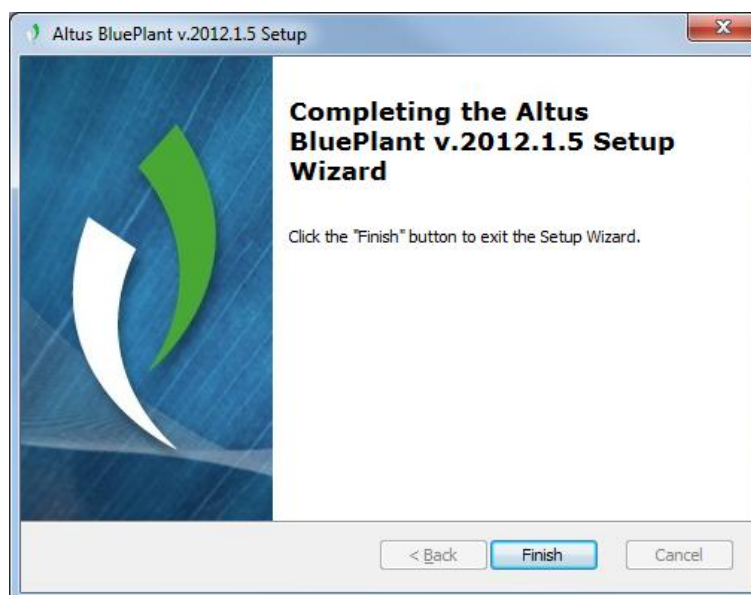 Altus BluePlant v.2012.1.5 Setup
Completing the Altus
BluePlant v.2012.1.5 Setup
Wizard
Click the "Finish" button to exit the Setup Wizard.
< Back
Finish
Cancel